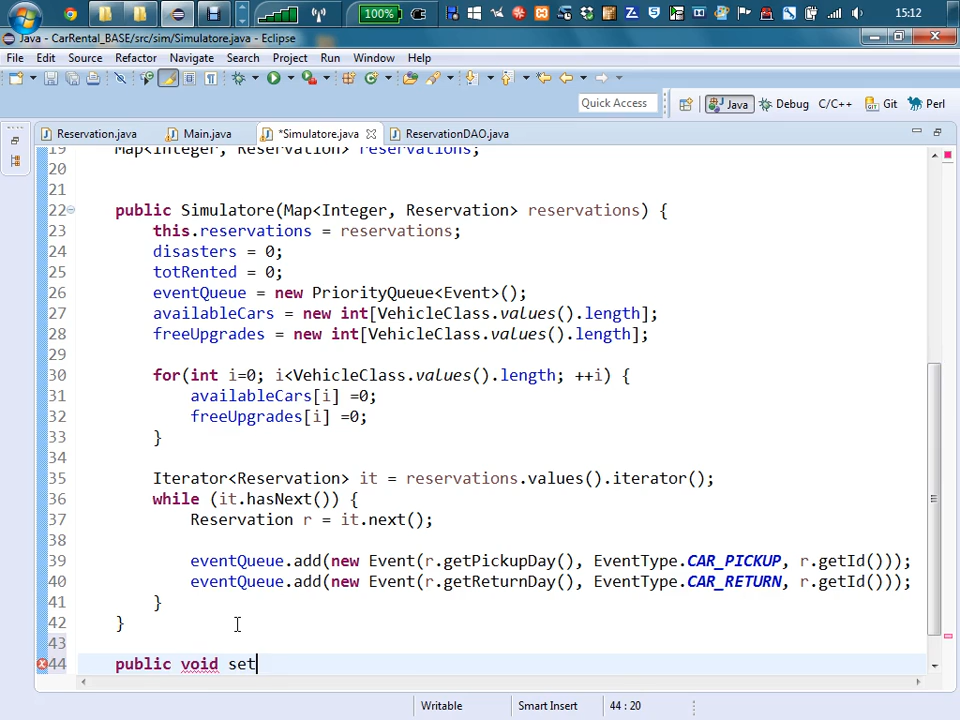 100%
15:12
Java - CarRental_BASE/src/sim/Simulatore.java - Eclipse
File Edit Source Refactor Navigate Search Project Run Window Help
Quick Access Java Debug C/C++ Git Perl
Reservation.java Main.java *Simulatore.java ReservationDAO.java
19 Map<Integer, Reservation> reservations;
20
21
22 public Simulatore(Map<Integer, Reservation> reservations) {
23 this.reservations = reservations;
24 disasters = 0;
25 totRented = 0;
26 eventQueue = new PriorityQueue<Event>();
27 availableCars = new int[VehicleClass.values().length];
28 freeUpgrades = new int[VehicleClass.values().length];
29
30 for(int i=0; i<VehicleClass.values().length; ++i) {
31 availableCars[i] =0;
32 freeUpgrades[i] =0;
33 }
34
35 Iterator<Reservation> it = reservations.values().iterator();
36 while (it.hasNext()) {
37 Reservation r = it.next();
38
39 eventQueue.add(new Event(r.getPickupDay(), EventType.CAR_PICKUP, r.getId()));
40 eventQueue.add(new Event(r.getReturnDay(), EventType.CAR_RETURN, r.getId()));
41 }
42 }
43
44 public void set
Writable Smart Insert 44 : 20